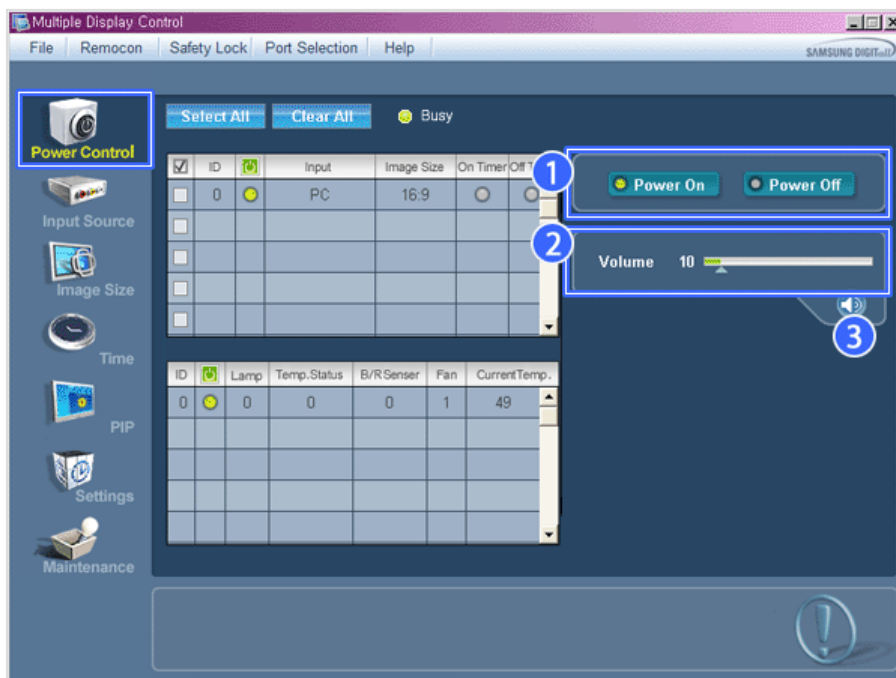 Multiple Display Control
File Remocon Safety Lock Port Selection Help
SAMSUNG DIGITall
Select All Clear All Busy
Power Control
ID Input Image Size On Timer Off T
1
0 PC 16:9
Power On Power Off
Input Source
2
Volume 10
Image Size
3
Time
ID Lamp Temp.Status B/R Senser Fan CurrentTemp.
0 0 0 0 1 49
PIP
Settings
Maintenance